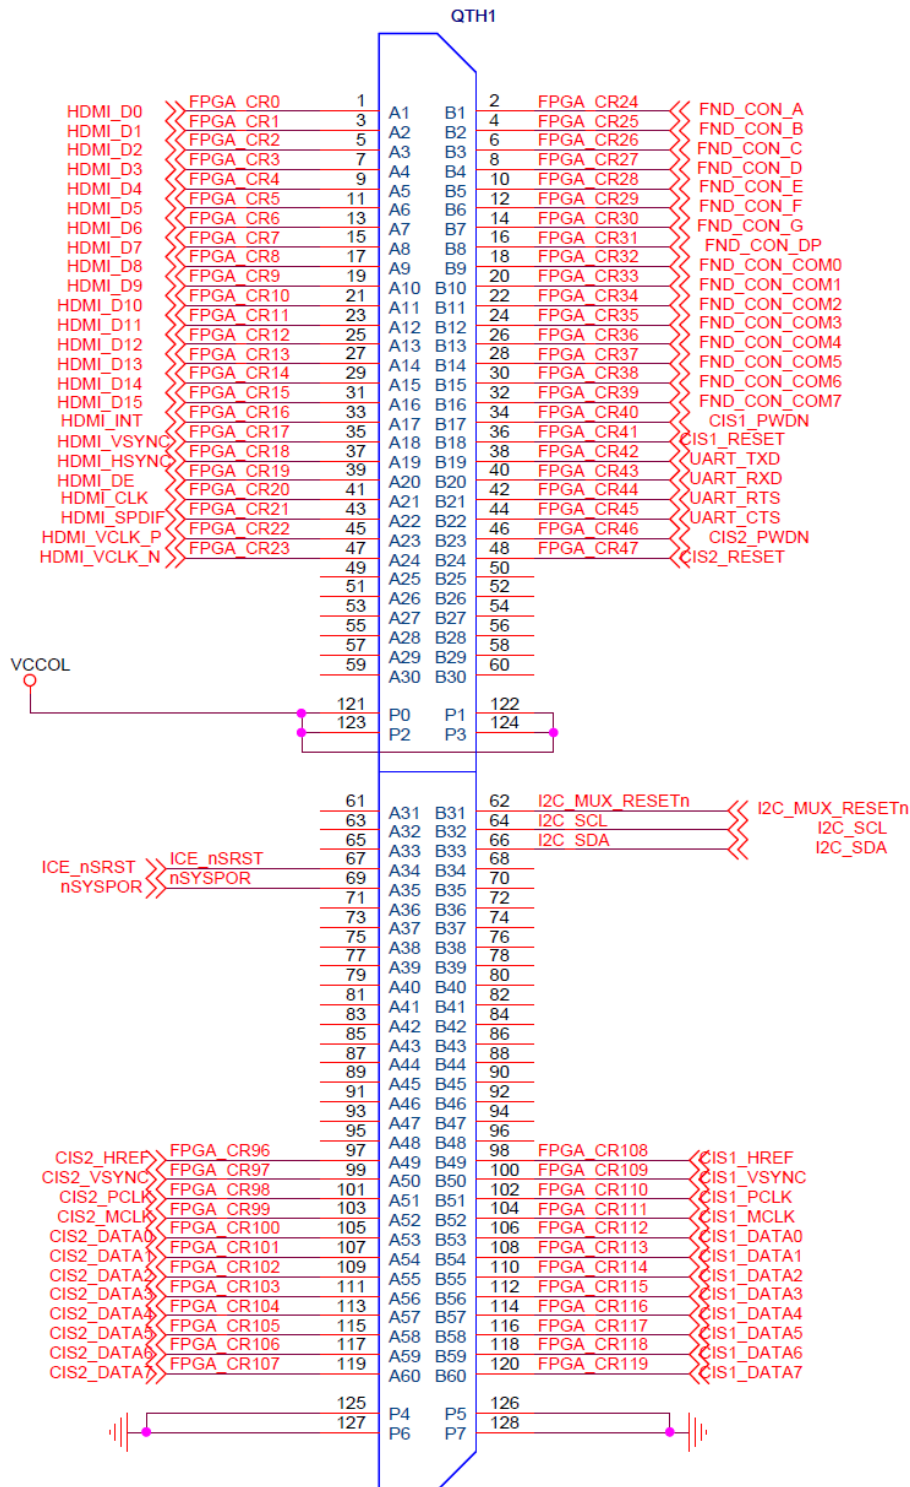 QTH1
HDMI_D0 FPGA_CR0 1 A1 B1 2 FPGA_CR24 FND_CON_A
HDMI_D1 FPGA_CR1 3 A2 B2 4 FPGA_CR25 FND_CON_B
HDMI_D2 FPGA_CR2 5 A3 B3 6 FPGA_CR26 FND_CON_C
HDMI_D3 FPGA_CR3 7 A4 B4 8 FPGA_CR27 FND_CON_D
HDMI_D4 FPGA_CR4 9 A5 B5 10 FPGA_CR28 FND_CON_E
HDMI_D5 FPGA_CR5 11 A6 B6 12 FPGA_CR29 FND_CON_F
HDMI_D6 FPGA_CR6 13 A7 B7 14 FPGA_CR30 FND_CON_G
HDMI_D7 FPGA_CR7 15 A8 B8 16 FPGA_CR31 FND_CON_DP
HDMI_D8 FPGA_CR8 17 A9 B9 18 FPGA_CR32 FND_CON_COM0
HDMI_D9 FPGA_CR9 19 A10 B10 20 FPGA_CR33 FND_CON_COM1
HDMI_D10 FPGA_CR10 21 A11 B11 22 FPGA_CR34 FND_CON_COM2
HDMI_D11 FPGA_CR11 23 A12 B12 24 FPGA_CR35 FND_CON_COM3
HDMI_D12 FPGA_CR12 25 A13 B13 26 FPGA_CR36 FND_CON_COM4
HDMI_D13 FPGA_CR13 27 A14 B14 28 FPGA_CR37 FND_CON_COM5
HDMI_D14 FPGA_CR14 29 A15 B15 30 FPGA_CR38 FND_CON_COM6
HDMI_D15 FPGA_CR15 31 A16 B16 32 FPGA_CR39 FND_CON_COM7
HDMI_INT FPGA_CR16 33 A17 B17 34 FPGA_CR40 CIS1_PWDN
HDMI_VSYNC FPGA_CR17 35 A18 B18 36 FPGA_CR41 CIS1_RESET
HDMI_HSYNC FPGA_CR18 37 A19 B19 38 FPGA_CR42 UART_TXD
HDMI_DE FPGA_CR19 39 A20 B20 40 FPGA_CR43 UART_RXD
HDMI_CLK FPGA_CR20 41 A21 B21 42 FPGA_CR44 UART_RTS
HDMI_SPDIF FPGA_CR21 43 A22 B22 44 FPGA_CR45 UART_CTS
HDMI_VCLK_P FPGA_CR22 45 A23 B23 46 FPGA_CR46 CIS2_PWDN
HDMI_VCLK_N FPGA_CR23 47 A24 B24 48 FPGA_CR47 CIS2_RESET
49 A25 B25 50
51 A26 B26 52
53 A27 B27 54
55 A28 B28 56
57 A29 B29 58
59 A30 B30 60
VCCOL
121 P0 P1 122
123 P2 P3 124
61 A31 B31 62 I2C_MUX_RESETn I2C_MUX_RESETn
63 A32 B32 64 I2C_SCL I2C_SCL
65 A33 B33 66 I2C_SDA I2C_SDA
ICE_nSRST ICE_nSRST 67 A34 B34 68
nSYSPOR nSYSPOR 69 A35 B35 70
71 A36 B36 72
73 A37 B37 74
75 A38 B38 76
77 A39 B39 78
79 A40 B40 80
81 A41 B41 82
83 A42 B42 84
85 A43 B43 86
87 A44 B44 88
89 A45 B45 90
91 A46 B46 92
93 A47 B47 94
95 A48 B48 96
CIS2_HREF FPGA_CR96 97 A49 B49 98 FPGA_CR108 CIS1_HREF
CIS2_VSYNC FPGA_CR97 99 A50 B50 100 FPGA_CR109 CIS1_VSYNC
CIS2_PCLK FPGA_CR98 101 A51 B51 102 FPGA_CR110 CIS1_PCLK
CIS2_MCLK FPGA_CR99 103 A52 B52 104 FPGA_CR111 CIS1_MCLK
CIS2_DATA0 FPGA_CR100 105 A53 B53 106 FPGA_CR112 CIS1_DATA0
CIS2_DATA1 FPGA_CR101 107 A54 B54 108 FPGA_CR113 CIS1_DATA1
CIS2_DATA2 FPGA_CR102 109 A55 B55 110 FPGA_CR114 CIS1_DATA2
CIS2_DATA3 FPGA_CR103 111 A56 B56 112 FPGA_CR115 CIS1_DATA3
CIS2_DATA4 FPGA_CR104 113 A57 B57 114 FPGA_CR116 CIS1_DATA4
CIS2_DATA5 FPGA_CR105 115 A58 B58 116 FPGA_CR117 CIS1_DATA5
CIS2_DATA6 FPGA_CR106 117 A59 B59 118 FPGA_CR118 CIS1_DATA6
CIS2_DATA7 FPGA_CR107 119 A60 B60 120 FPGA_CR119 CIS1_DATA7
125 P4 P5 126
127 P6 P7 128